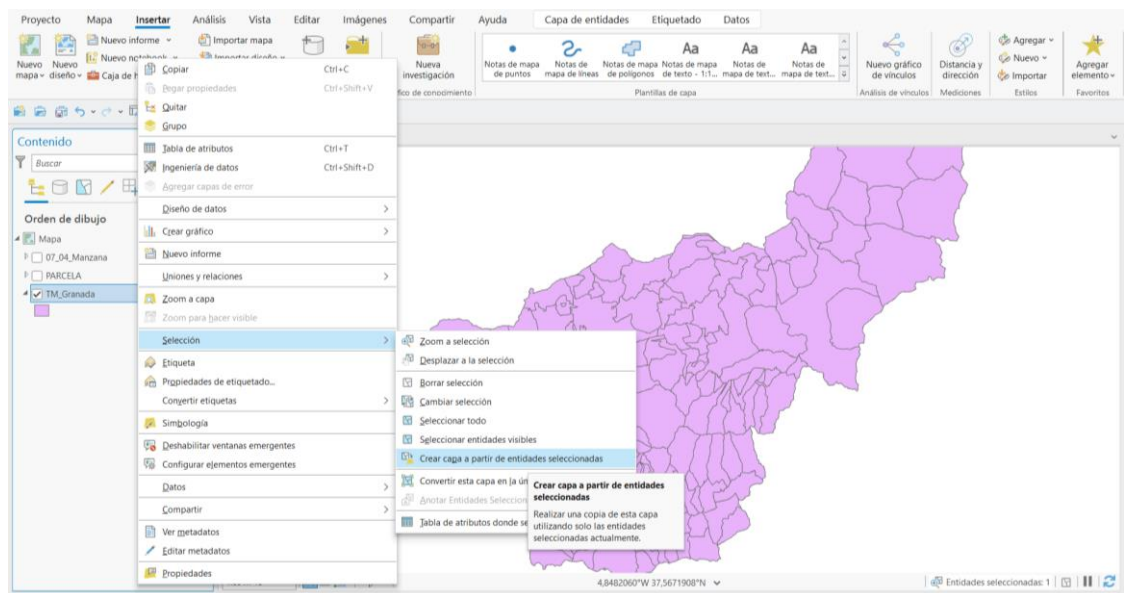 Proyecto Mapa Insertar Análisis Vista Editar Imágenes Compartir Ayuda Capa de entidades Etiquetado Datos
Nuevo mapa
Nuevo diseño
Nuevo informe
Nuevo notebook
Caja de h
Importar mapa
Importar diseño
Nueva investigación
Notas de mapa de puntos
Notas de mapa de líneas
Notas de mapa de polígonos
Aa
Notas de mapa de texto - 1:1...
Aa
Notas de mapa de text...
Aa
Notas de mapa de text...
Nuevo gráfico de vínculos
Distancia y dirección
Agregar
Nuevo
Importar
Agregar elemento
fico de conocimiento
Plantillas de capa
Análisis de vínculos
Mediciones
Estilos
Favoritos
Contenido
Buscar
Orden de dibujo
Mapa
07_04_Manzana
PARCELA
TM_Granada
Copiar Ctrl+C
Pegar propiedades Ctrl+Shift+V
Quitar
Grupo
Tabla de atributos Ctrl+T
Ingeniería de datos Ctrl+Shift+D
Agregar capas de error
Diseño de datos
Crear gráfico
Nuevo informe
Uniones y relaciones
Zoom a capa
Zoom para hacer visible
Selección
Etiqueta
Propiedades de etiquetado...
Convertir etiquetas
Simbología
Deshabilitar ventanas emergentes
Configurar elementos emergentes
Datos
Compartir
Ver metadatos
Editar metadatos
Propiedades
Zoom a selección
Desplazar a la selección
Borrar selección
Cambiar selección
Seleccionar todo
Seleccionar entidades visibles
Crear capa a partir de entidades seleccionadas
Convertir esta capa en la ún
Anotar Entidades Seleccion
Tabla de atributos donde se
Crear capa a partir de entidades
seleccionadas
Realizar una copia de esta capa
utilizando solo las entidades
seleccionadas actualmente.
4,8482060°W 37,5671908°N
Entidades seleccionadas: 1